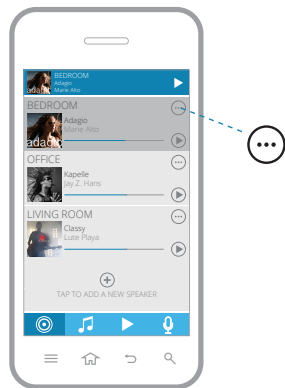 BEDROOM
Adagio
Marie Alto
adagio
BEDROOM
Adagio
Marie Alto
adagio
OFFICE
Kapelle
Jay Z. Hans
LIVING ROOM
Classy
Lute Playa
TAP TO ADD A NEW SPEAKER